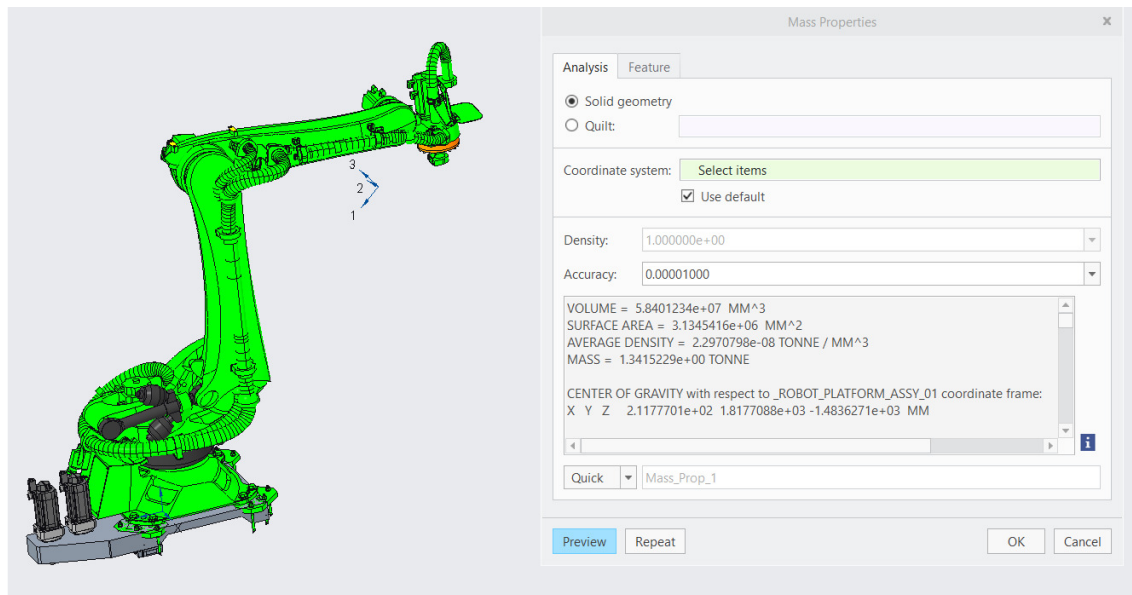 Mass Properties
x
Analysis Feature
Solid geometry
Quilt:
Coordinate system: Select items
Use default
Density: 1.000000e+00
Accuracy: 0.00001000
VOLUME = 5.8401234e+07 MM^3
SURFACE AREA = 3.1345416e+06 MM^2
AVERAGE DENSITY = 2.2970798e-08 TONNE / MM^3
MASS = 1.3415229e+00 TONNE
CENTER OF GRAVITY with respect to _ROBOT_PLATFORM_ASSY_01 coordinate frame:
X Y Z 2.1177701e+02 1.8177088e+03 -1.4836271e+03 MM
i
Quick Mass_Prop_1
Preview Repeat OK Cancel
3
2
1